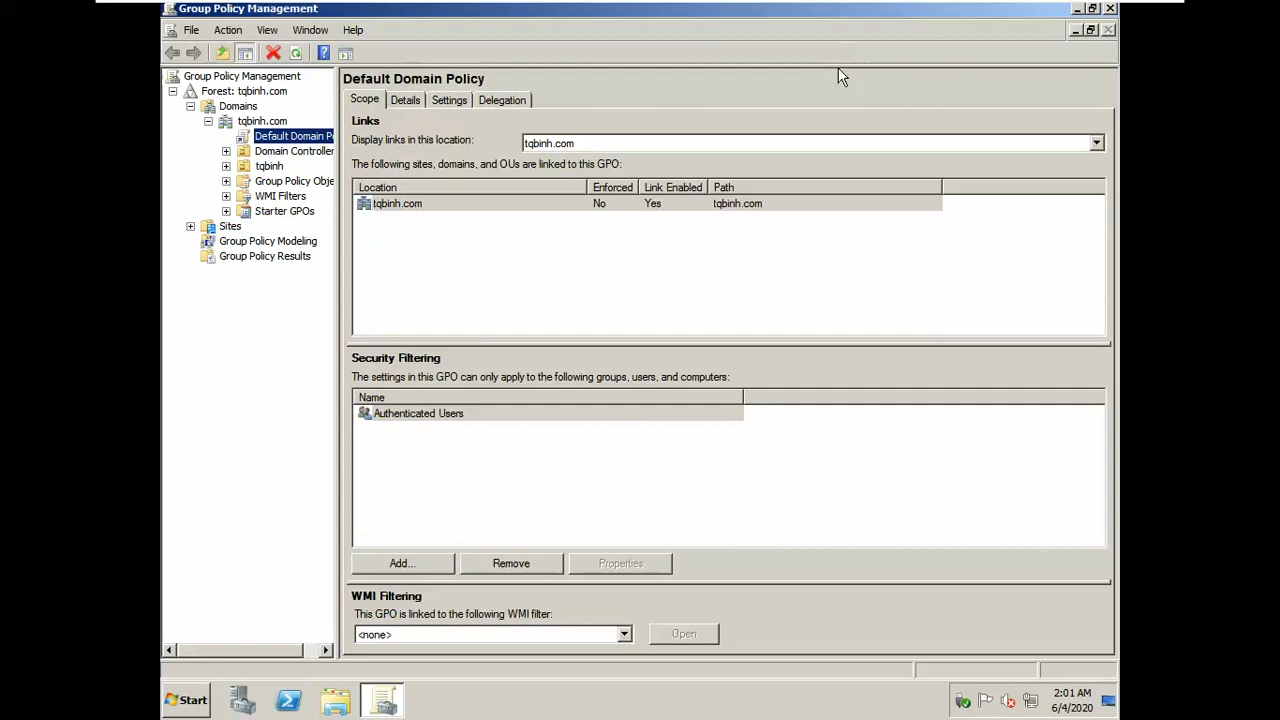 Group Policy Management
File Action View Window Help
Group Policy Management
Forest: tqbinh.com
Domains
tqbinh.com
Default Domain P
Domain Controller
tqbinh
Group Policy Obje
WMI Filters
Starter GPOs
Sites
Group Policy Modeling
Group Policy Results
Default Domain Policy
Scope Details Settings Delegation
Links
Display links in this location: tqbinh.com
The following sites, domains, and OUs are linked to this GPO:
Location Enforced Link Enabled Path
tqbinh.com No Yes tqbinh.com
Security Filtering
The settings in this GPO can only apply to the following groups, users, and computers:
Name
Authenticated Users
Add... Remove Properties
WMI Filtering
This GPO is linked to the following WMI filter:
<none> Open
Start
2:01 AM
6/4/2020